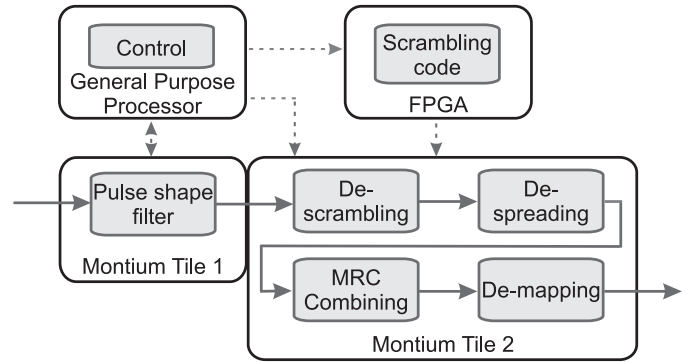 Control
General Purpose
Processor
Scrambling
code
FPGA
Pulse shape
filter
Montium Tile 1
De-
scrambling
De-
spreading
MRC
Combining
De-mapping
Montium Tile 2